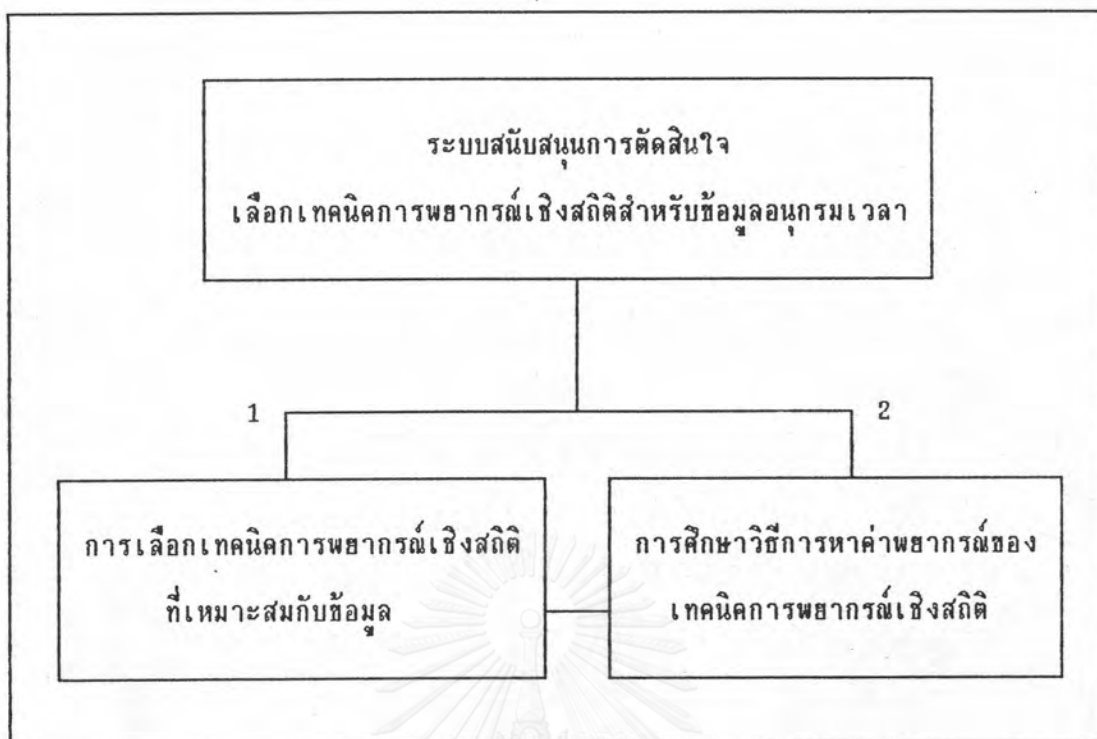 ระบบสนับสนุนการตัดสินใจ
เลือกเทคนิคการพยากรณ์เชิงสถิติสำหรับข้อมูลอนุกรมเวลา
1
2
การเลือกเทคนิคการพยากรณ์เชิงสถิติ
ที่เหมาะสมกับข้อมูล
การศึกษาวิธีการหาค่าพยากรณ์ของ
เทคนิคการพยากรณ์เชิงสถิติ